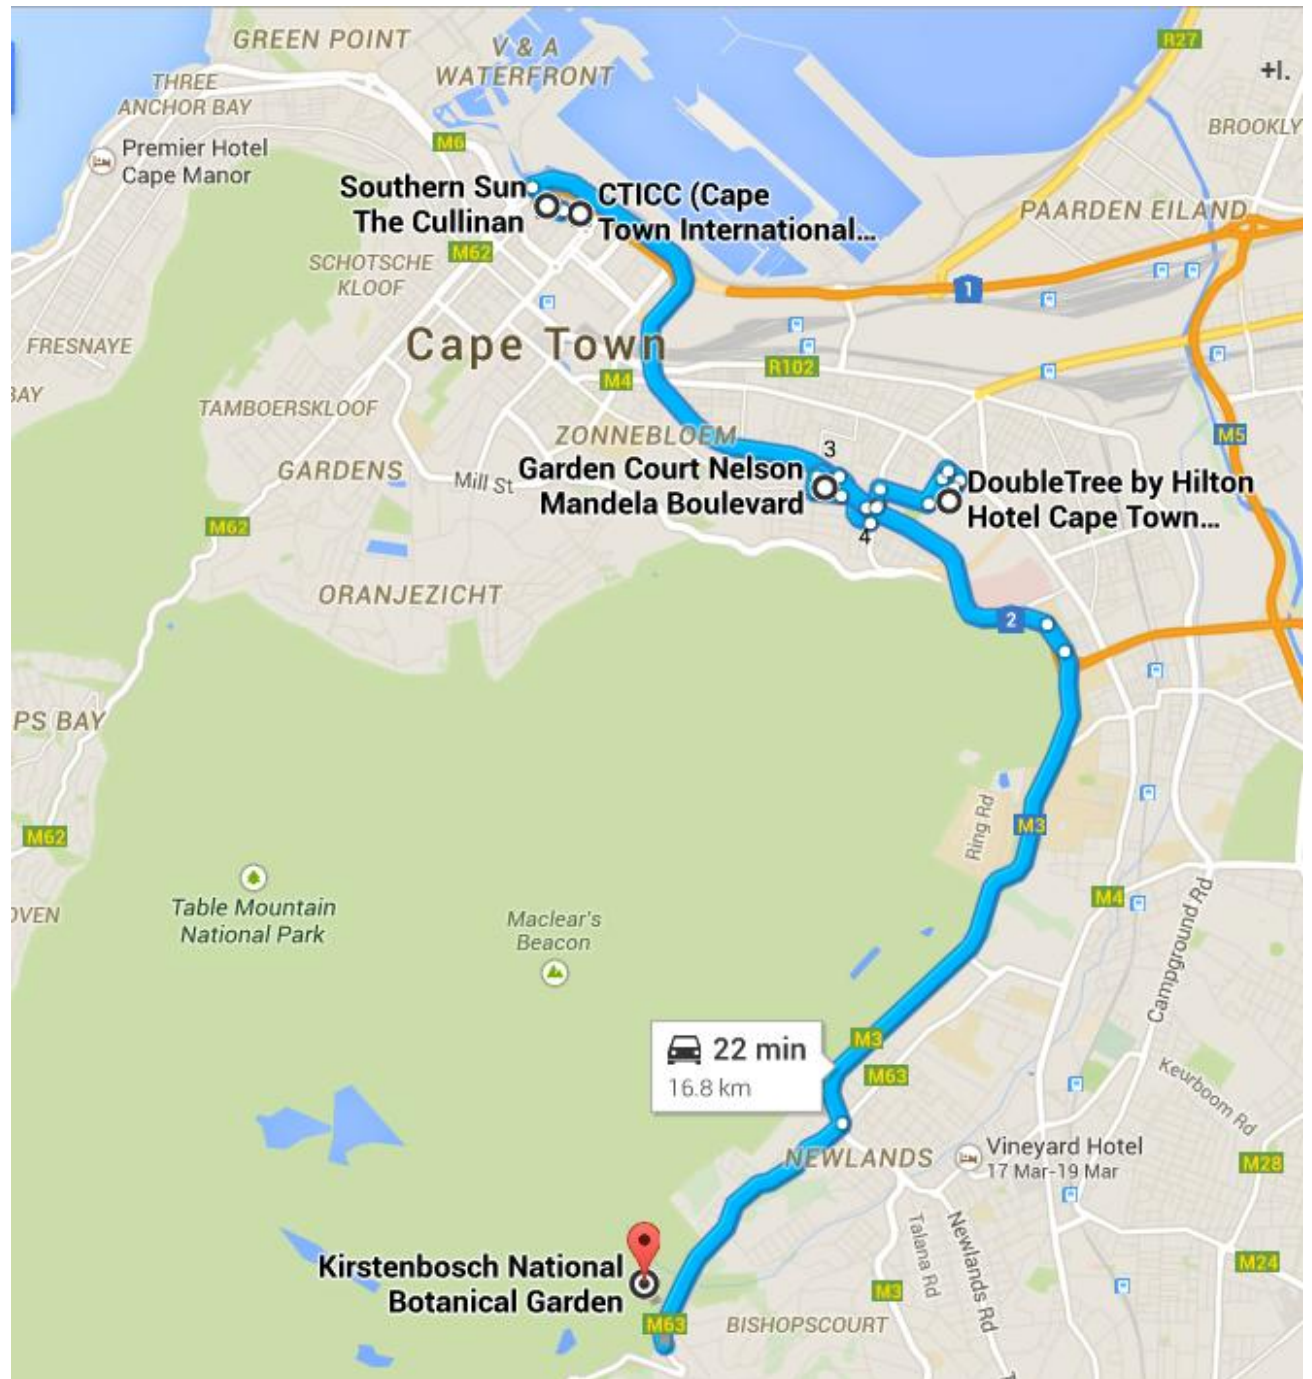 GREEN POINT
V & A
WATERFRONT
R27
+l.
THREE
ANCHOR BAY
BROOKLY
M6
Premier Hotel
Cape Manor
Southern Sun
The Cullinan
CTICC (Cape
Town International...
PAARDEN EILAND
M62
SCHOTSCHE
KLOOF
1
FRESNAYE
Cape Town
R102
M4
BAY
TAMBOERSKLOOF
ZONNEBLOEM
M5
3
GARDENS
Mill St
Garden Court Nelson
Mandela Boulevard
DoubleTree by Hilton
Hotel Cape Town...
M62
4
ORANJEZICHT
2
PS BAY
Ring Rd
M3
M62
Table Mountain
National Park
Maclear's
Beacon
M4
OVEN
Campground Rd
22 min
16.8 km
M3
M63
Keurboom Rd
NEWLANDS
Vineyard Hotel
17 Mar-19 Mar
M28
Talana Rd
Newlands Rd
Kirstenbosch National
Botanical Garden
M24
M3
M63
BISHOPSCOURT